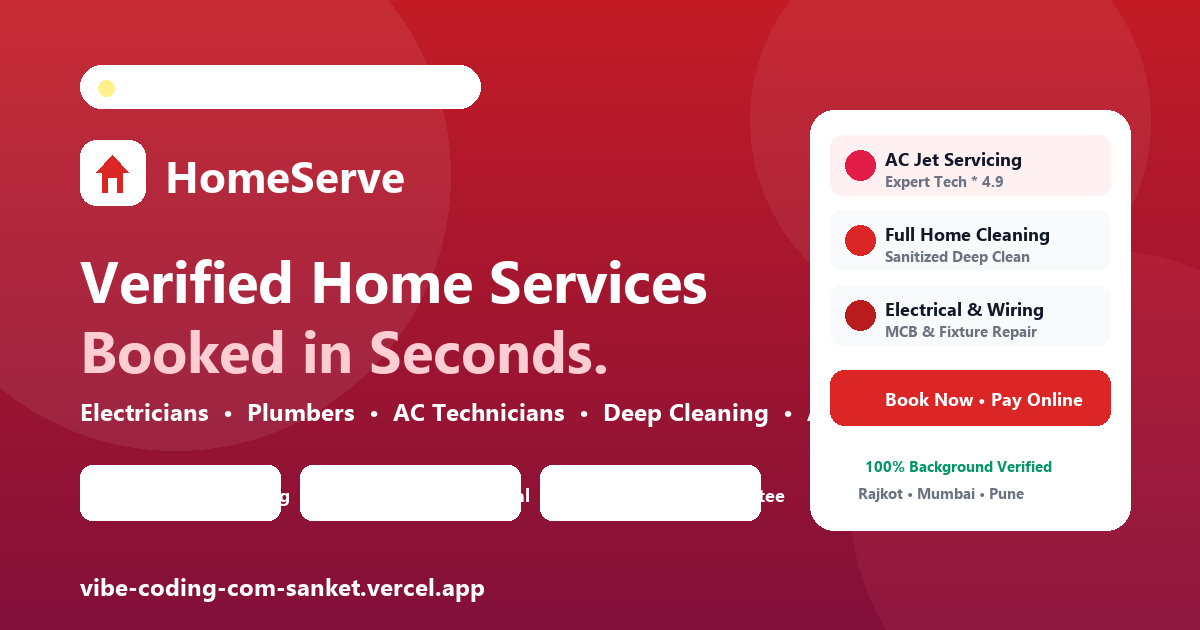 HomeServe
Verified Home Services
Booked in Seconds.
Electricians • Plumbers • AC Technicians • Deep Cleaning •
AC Jet Servicing
Expert Tech * 4.9
Full Home Cleaning
Sanitized Deep Clean
Electrical & Wiring
MCB & Fixture Repair
Book Now • Pay Online
100% Background Verified
Rajkot • Mumbai • Pune
vibe-coding-com-sanket.vercel.app